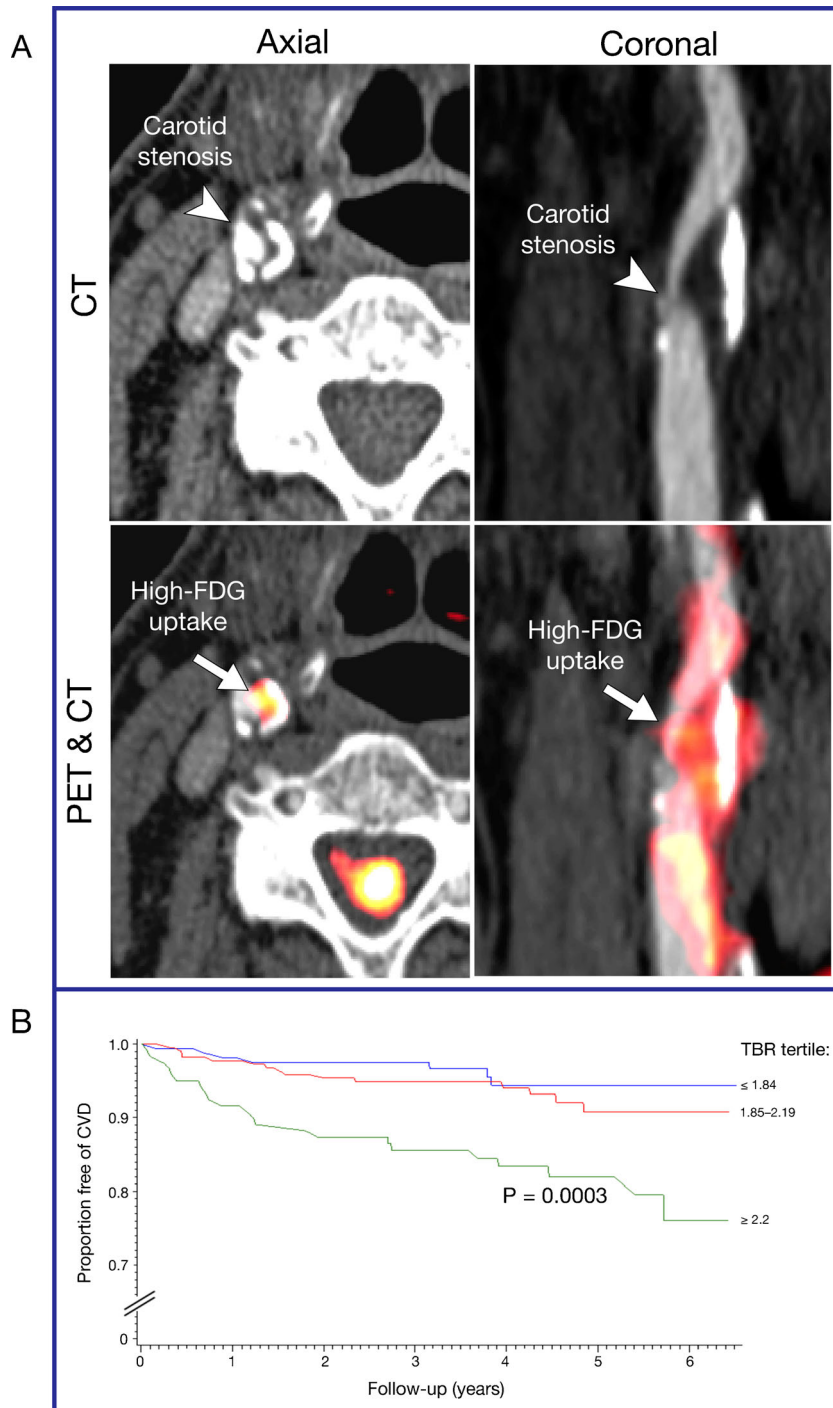 A
Axial
Coronal
CT
Carotid
stenosis
Carotid
stenosis
PET & CT
High-FDG
uptake
High-FDG
uptake
B
Proportion free of CVD
1.0
0.9
0.8
0.7
0
TBR tertile:
≤ 1.84
1.85–2.19
≥ 2.2
P = 0.0003
0 1 2 3 4 5 6
Follow-up (years)